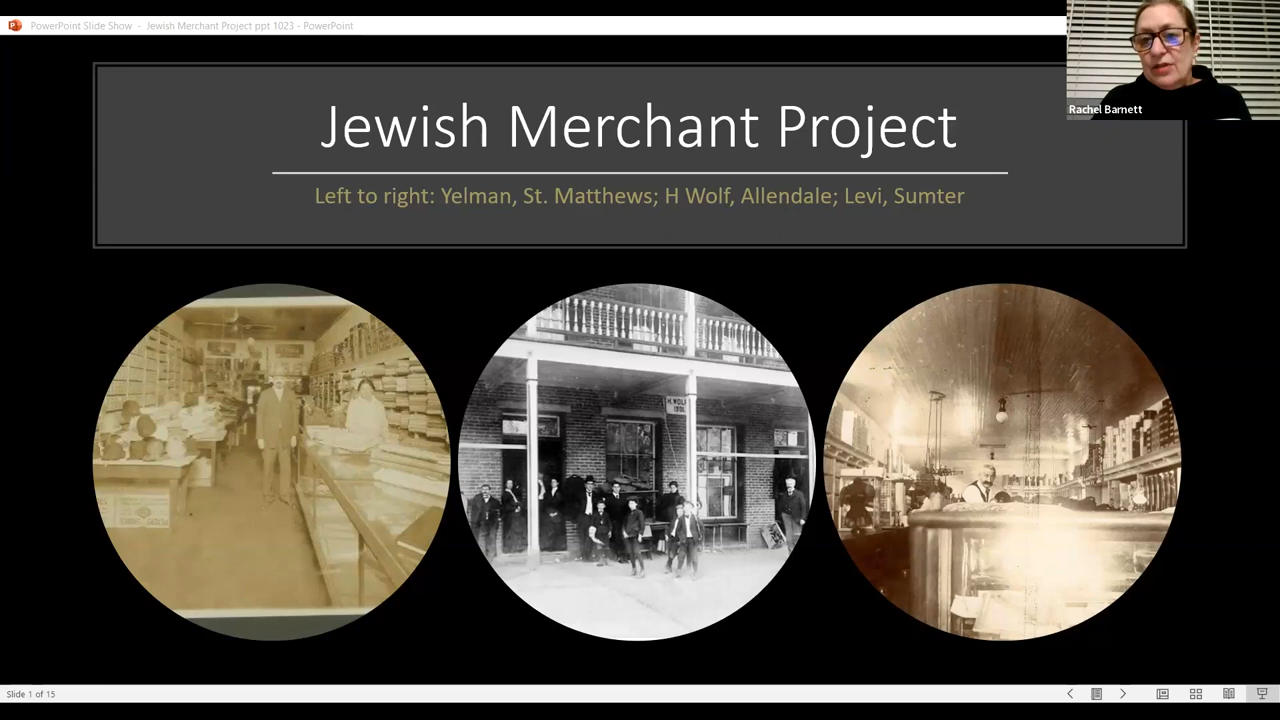 PowerPoint Slide Show - Jewish Merchant Project ppt 1023 - PowerPoint
Rachel Barnett
Jewish Merchant Project
Left to right: Yelman, St. Matthews; H Wolf, Allendale; Levi, Sumter
H. WOLF
Slide 1 of 15